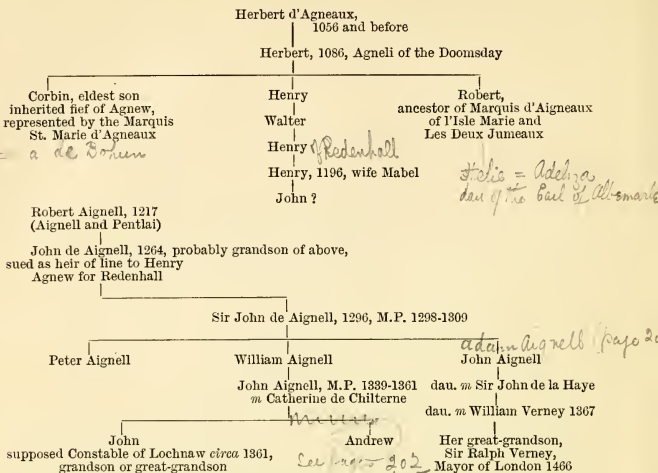 Herbert d'Agneaux,
1056 and before
Herbert, 1086, Agneli of the Doomsday
Corbin, eldest son
inherited fief of Agnew,
represented by the Marquis
St. Marie d'Agneaux
= a de Bohun
Henry
Walter
Henry of Redenhall
Henry, 1196, wife Mabel
John ?
Robert,
ancestor of Marquis d'Aigneaux
of l'Isle Marie and
Les Deux Jumeaux
= Adeliza
dau of the Earl of Albemarle
Robert Aignell, 1217
(Aignell and Pentlai)
John de Aignell, 1264, probably grandson of above,
sued as heir of line to Henry
Agnew for Redenhall
Sir John de Aignell, 1296, M.P. 1298-1309
Peter Aignell
William Aignell
John Aignell, M.P. 1339-1361
m Catherine de Chilterne
Adam Aignell page
John Aignell
dau. m Sir John de la Haye
dau. m William Verney 1367
Her great-grandson,
Sir Ralph Verney,
Mayor of London 1466
John
supposed Constable of Lochnaw circa 1361,
grandson or great-grandson
Andrew
See page 202